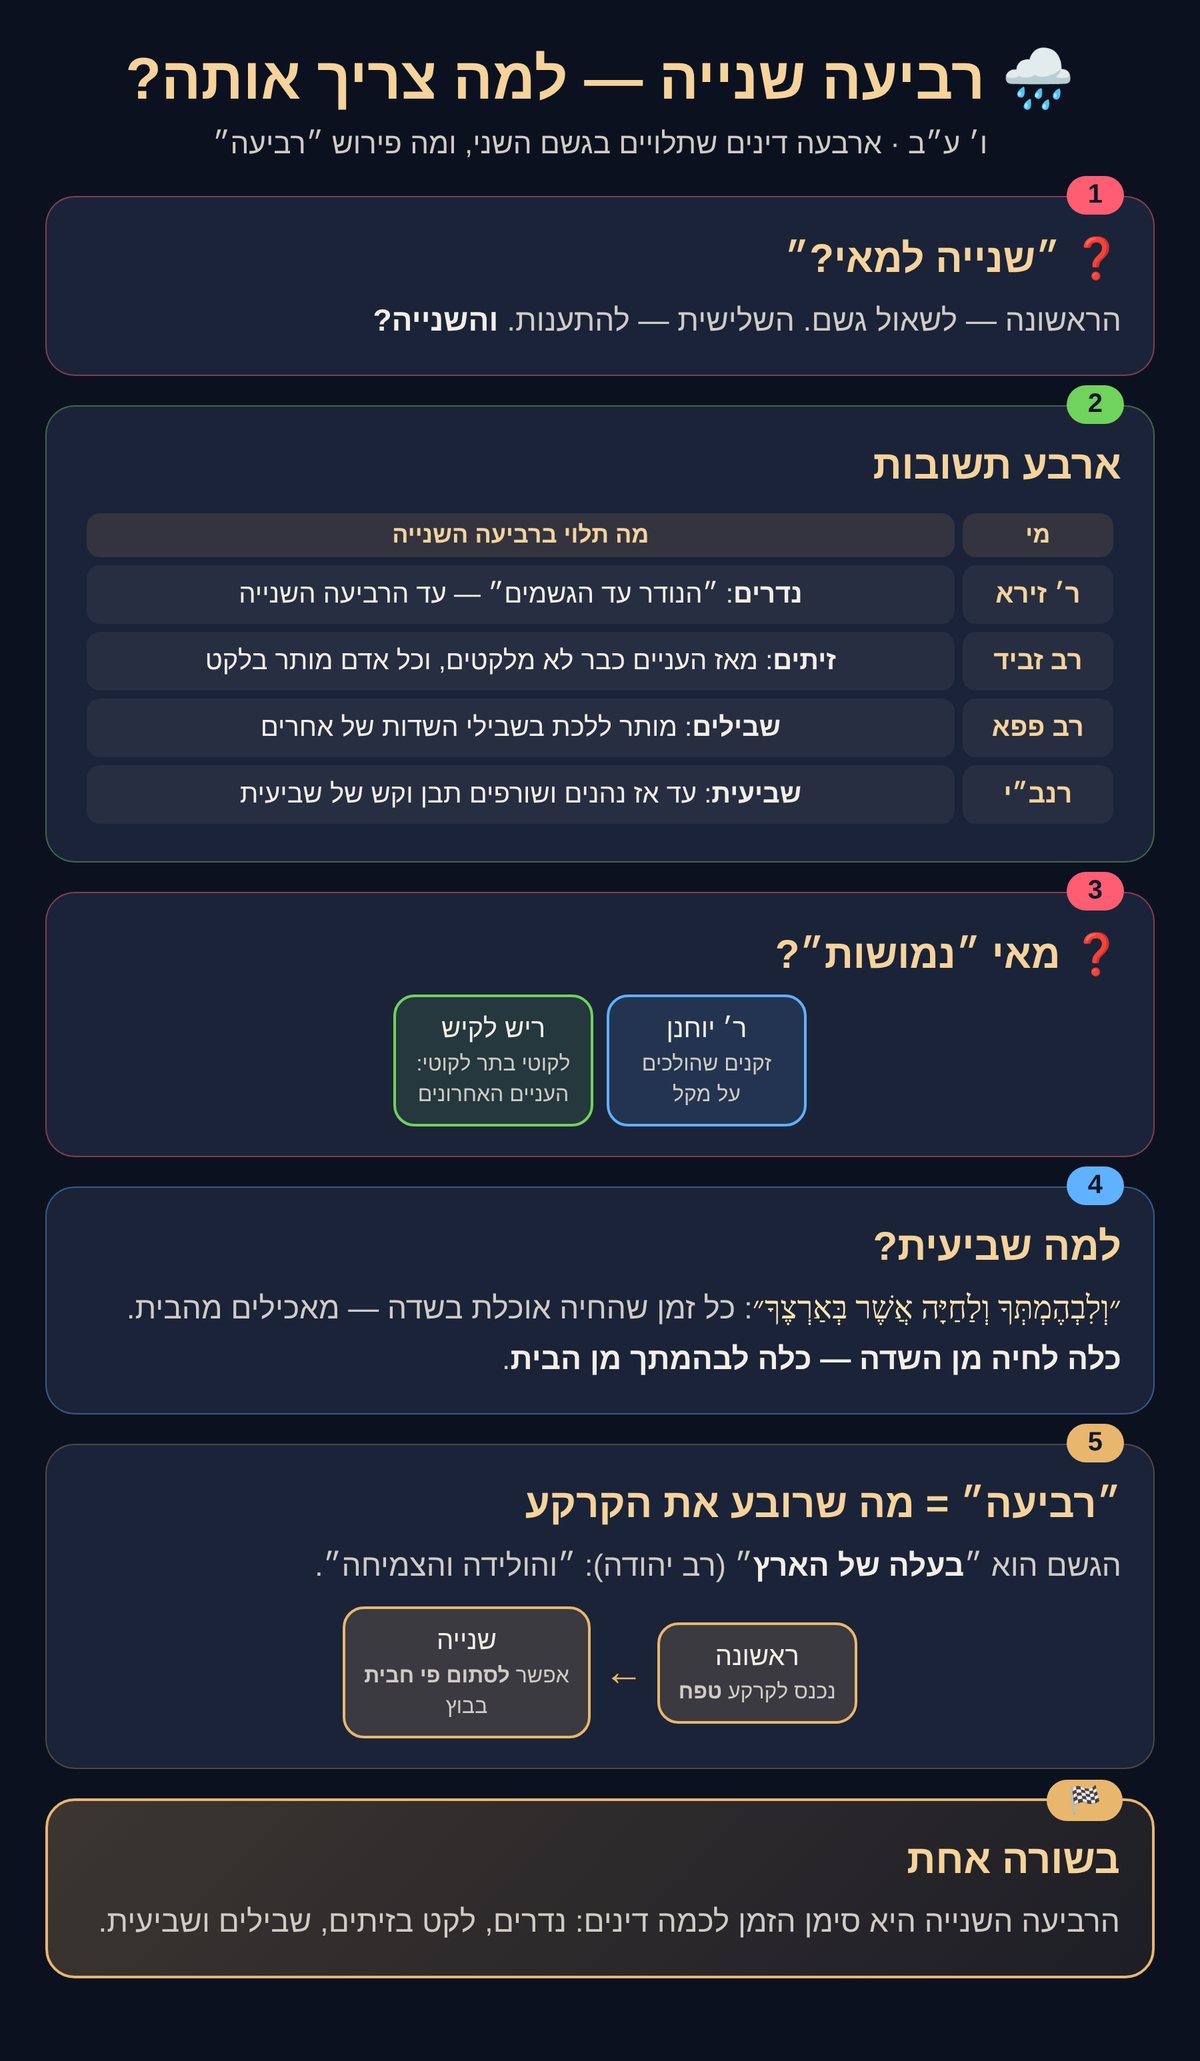 🌧️ רביעה שנייה — למה צריך אותה?
ו׳ ע״ב · ארבעה דינים שתלויים בגשם השני, ומה פירוש ״רביעה״
1
❓ ״שנייה למאי?״
הראשונה — לשאול גשם. השלישית — להתענות. והשנייה?
2
ארבע תשובות
מי	מה תלוי ברביעה השנייה
ר׳ זירא	נדרים: ״הנודר עד הגשמים״ — עד הרביעה השנייה
רב זביד	זיתים: מאז העניים כבר לא מלקטים, וכל אדם מותר בלקט
רב פפא	שבילים: מותר ללכת בשבילי השדות של אחרים
רנב״י	שביעית: עד אז נהנים ושורפים תבן וקש של שביעית
3
❓ מאי ״נמושות״?
ר׳ יוחנן
זקנים שהולכים
על מקל
ריש לקיש
לקוטי בתר לקוטי:
העניים האחרונים
4
למה שביעית?
״וְלִבְהֶמְתְּךָ וְלַחַיָּה אֲשֶׁר בְּאַרְצֶךָ״: כל זמן שהחיה אוכלת בשדה — מאכילים מהבית.
כלה לחיה מן השדה — כלה לבהמתך מן הבית.
5
״רביעה״ = מה שרובע את הקרקע
הגשם הוא ״בעלה של הארץ״ (רב יהודה): ״והולידה והצמיחה״.
ראשונה
נכנס לקרקע טפח
←
שנייה
אפשר לסתום פי חבית
בבוץ
🏁
בשורה אחת
הרביעה השנייה היא סימן הזמן לכמה דינים: נדרים, לקט בזיתים, שבילים ושביעית.